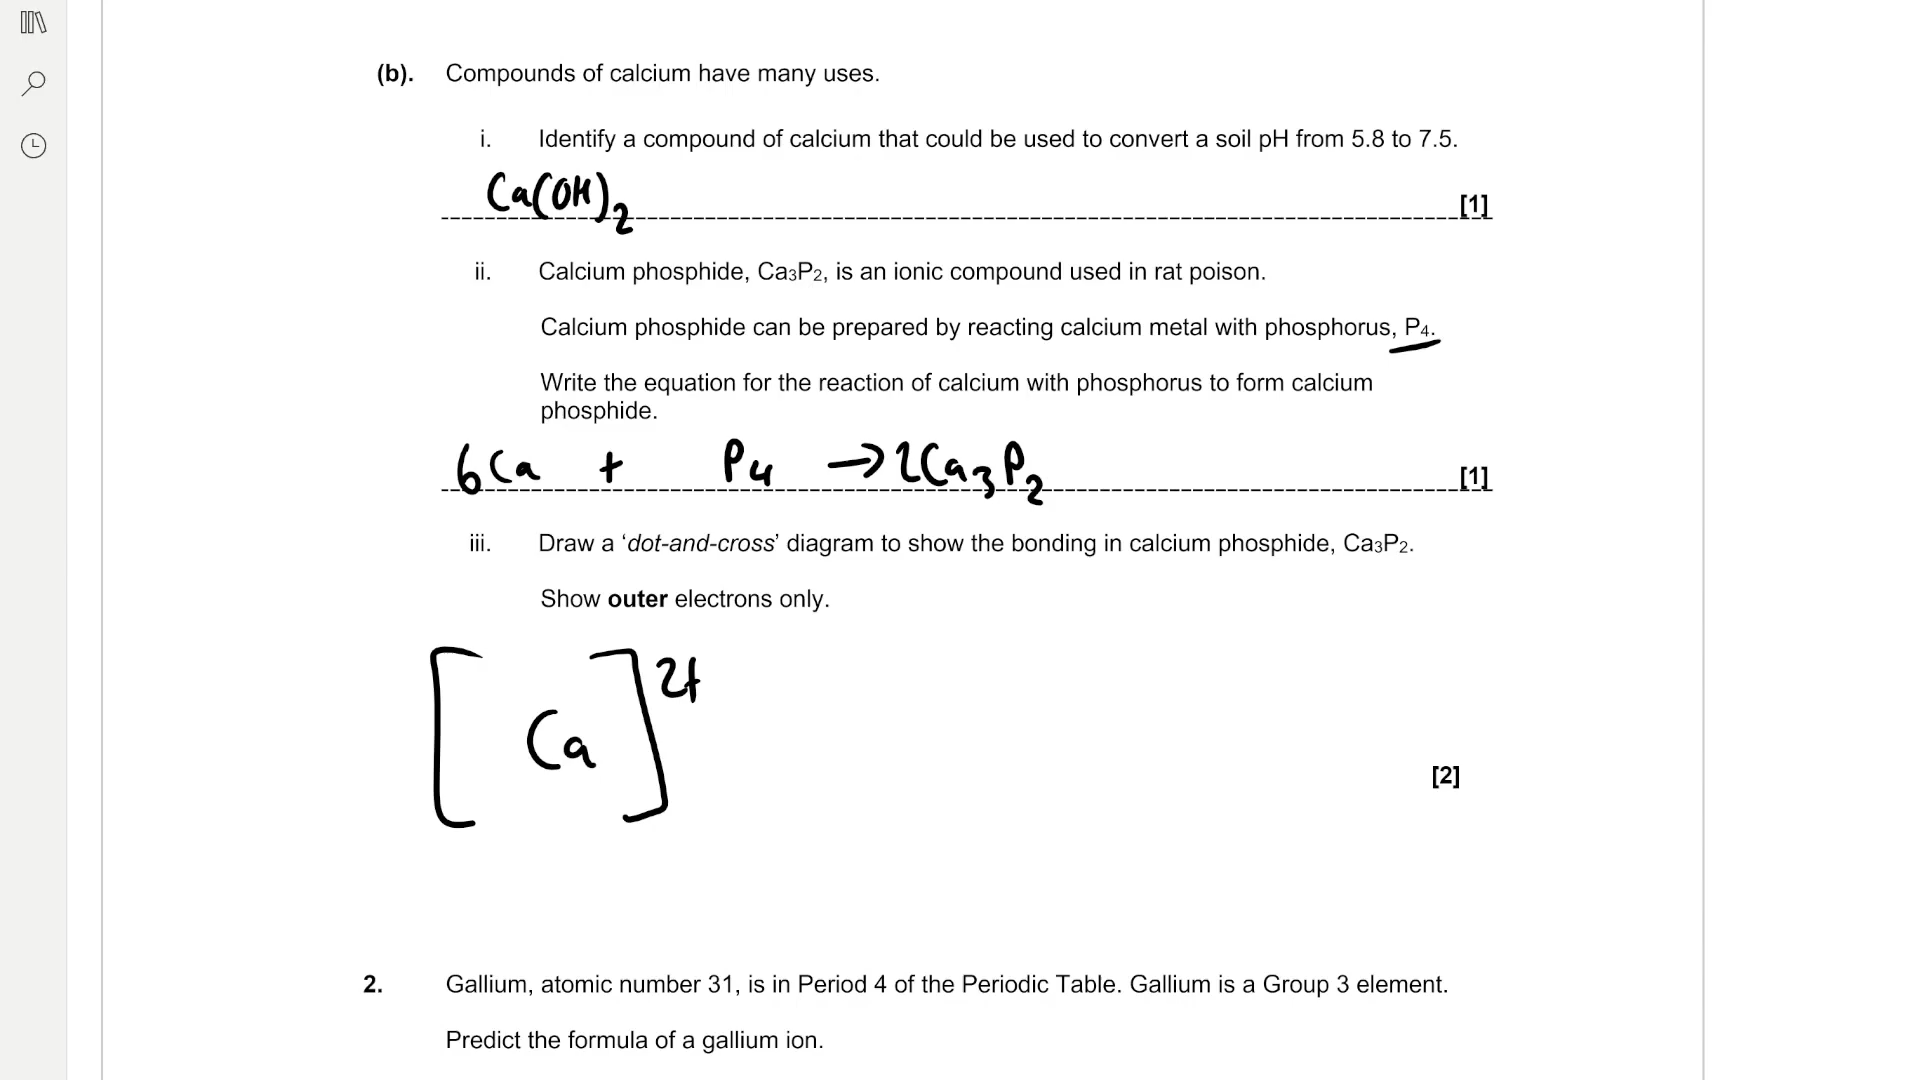 (b). Compounds of calcium have many uses.
i. Identify a compound of calcium that could be used to convert a soil pH from 5.8 to 7.5.
Ca(OH)₂ [1]
ii. Calcium phosphide, Ca₃P₂, is an ionic compound used in rat poison.
Calcium phosphide can be prepared by reacting calcium metal with phosphorus, P₄.
Write the equation for the reaction of calcium with phosphorus to form calcium
phosphide.
6Ca + P₄ → 2Ca₃P₂ [1]
iii. Draw a ‘dot-and-cross’ diagram to show the bonding in calcium phosphide, Ca₃P₂.
Show outer electrons only.
[Ca]²⁺
[2]
2. Gallium, atomic number 31, is in Period 4 of the Periodic Table. Gallium is a Group 3 element.
Predict the formula of a gallium ion.